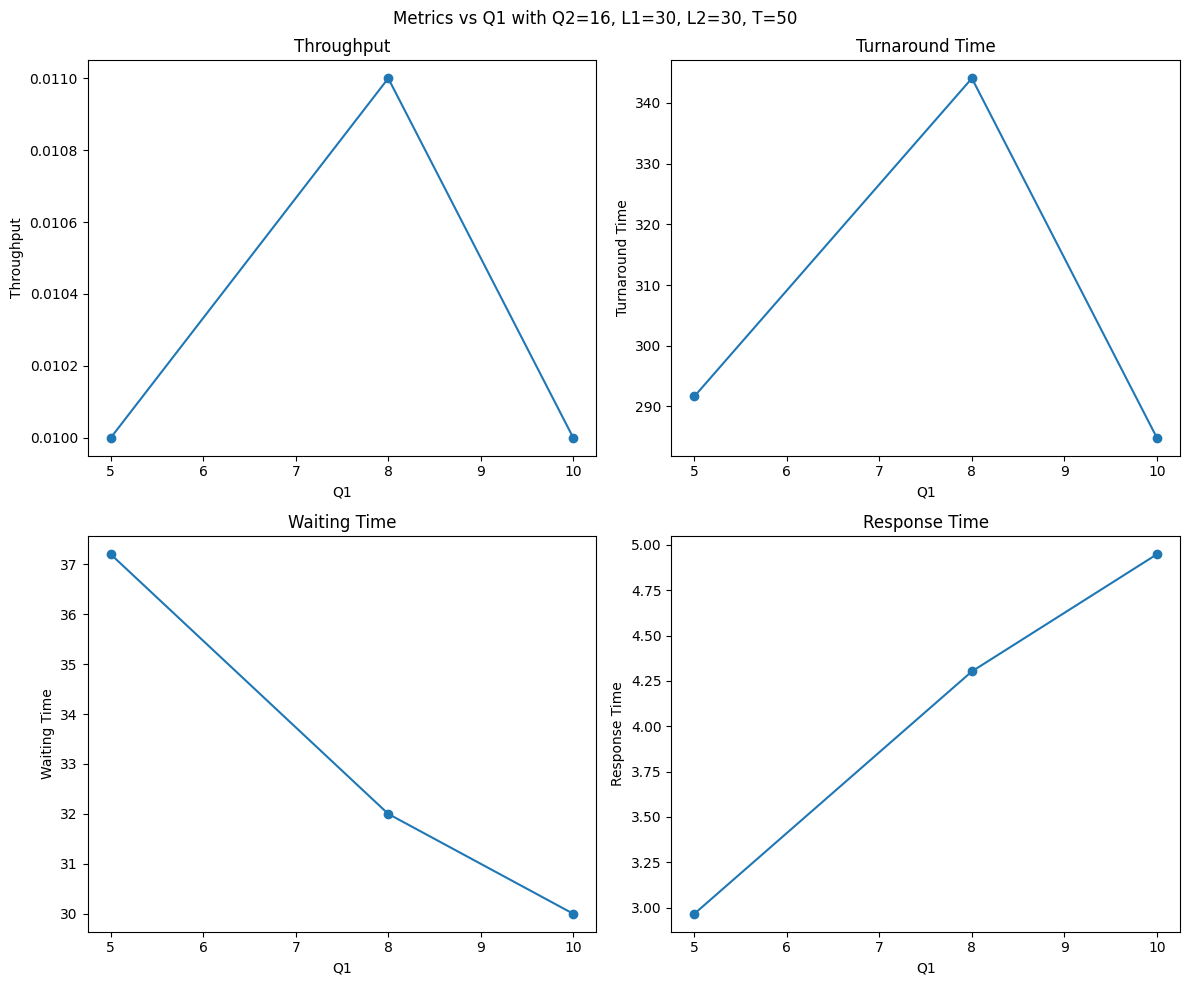 Metrics vs Q1 with Q2=16, L1=30, L2=30, T=50
Throughput
0.0110
0.0108
0.0106
0.0104
0.0102
0.0100
Throughput
5 6 7 8 9 10
Q1
Turnaround Time
340
330
320
310
300
290
Turnaround Time
5 6 7 8 9 10
Q1
Waiting Time
37
36
35
34
33
32
31
30
Waiting Time
5 6 7 8 9 10
Q1
Response Time
5.00
4.75
4.50
4.25
4.00
3.75
3.50
3.25
3.00
Response Time
5 6 7 8 9 10
Q1